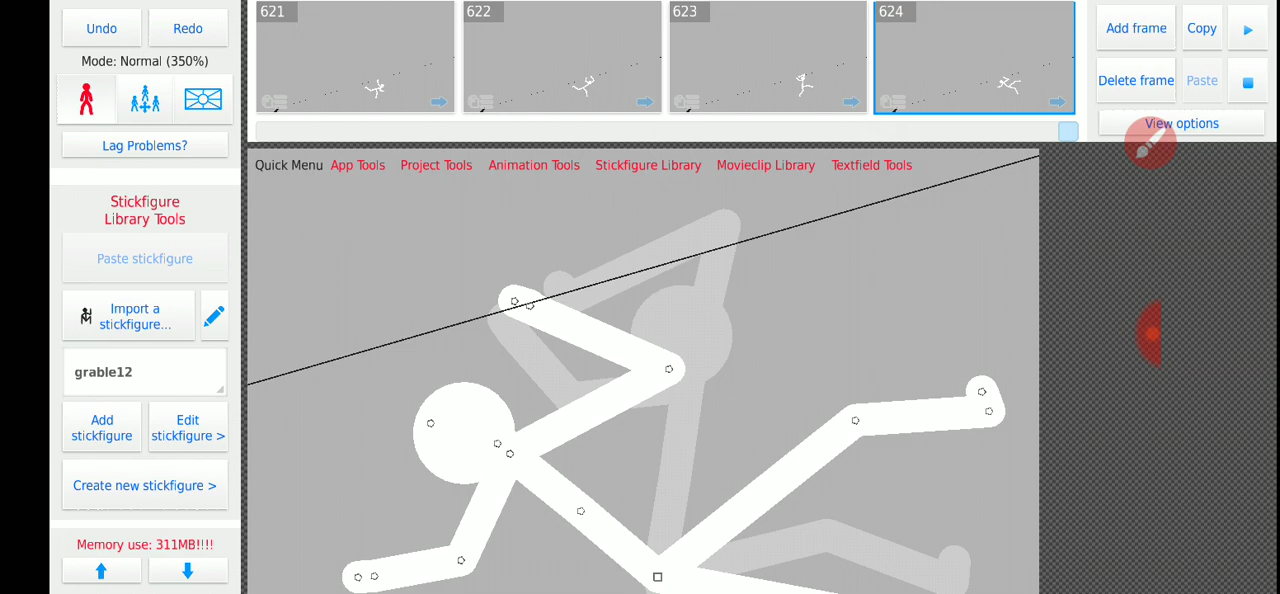 Undo
Redo
Mode: Normal (350%)
Lag Problems?
Stickfigure
Library Tools
Paste stickfigure
Import a
stickfigure...
grable12
Add
stickfigure
Edit
stickfigure >
Create new stickfigure >
Memory use: 311MB!!!!
621
622
623
624
Add frame
Copy
Delete frame
Paste
View options
Quick Menu
App Tools
Project Tools
Animation Tools
Stickfigure Library
Movieclip Library
Textfield Tools